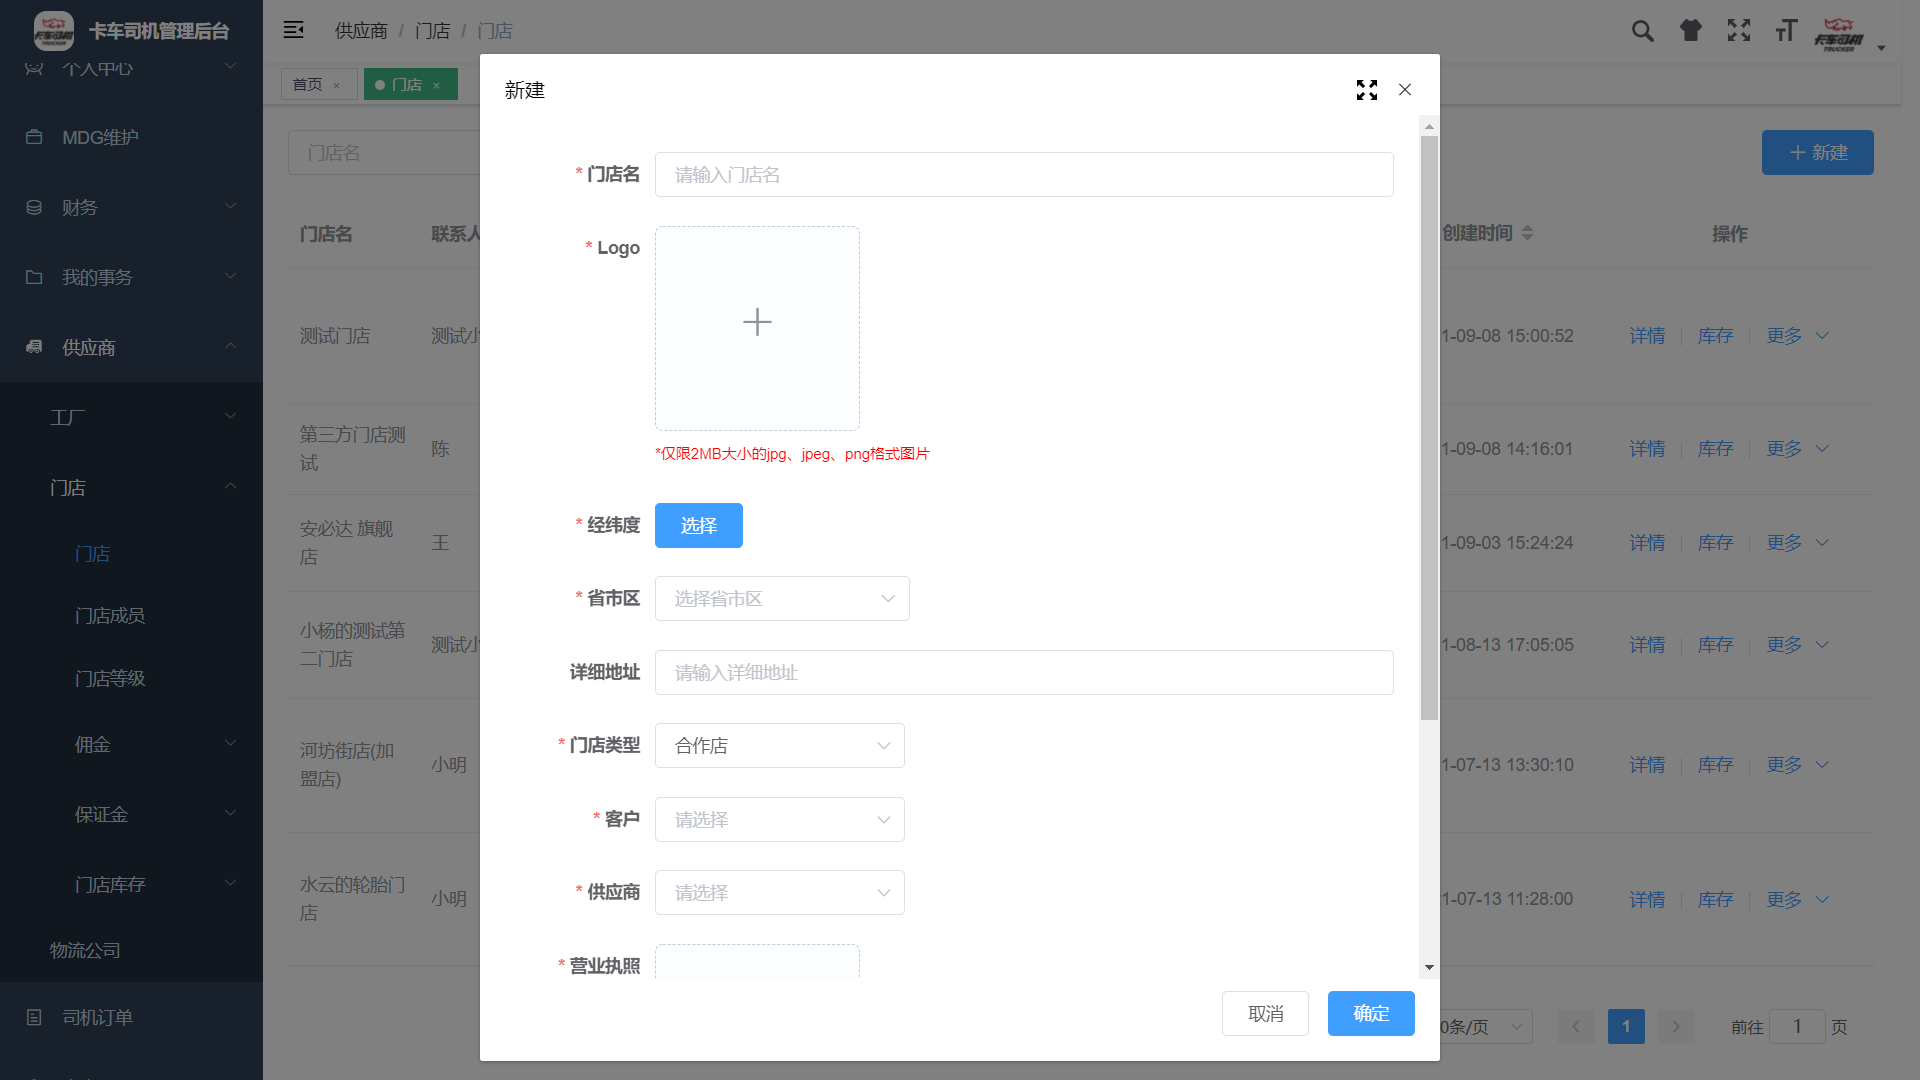 卡车司机管理后台
供应商 / 门店 / 门店
卡车司机
TRUCKER
个人中心
MDG维护
财务
我的事务
供应商
工厂
门店
门店
门店成员
门店等级
佣金
保证金
门店库存
物流公司
司机订单
首页 ×
门店 ×
门店名
+ 新建
门店名 联系人 创建时间 操作
测试门店 测试小 1-09-08 15:00:52 详情 库存 更多
第三方门店测
试 陈 1-09-08 14:16:01 详情 库存 更多
安必达 旗舰
店 王 1-09-03 15:24:24 详情 库存 更多
小杨的测试第
二门店 测试小 1-08-13 17:05:05 详情 库存 更多
河坊街店(加
盟店) 小明 1-07-13 13:30:10 详情 库存 更多
水云的轮胎门
店 小明 1-07-13 11:28:00 详情 库存 更多
0条/页 1 前往 1 页
新建
* 门店名 请输入门店名
* Logo
*仅限2MB大小的jpg、jpeg、png格式图片
* 经纬度 选择
* 省市区 选择省市区
详细地址 请输入详细地址
* 门店类型 合作店
* 客户 请选择
* 供应商 请选择
* 营业执照
取消 确定